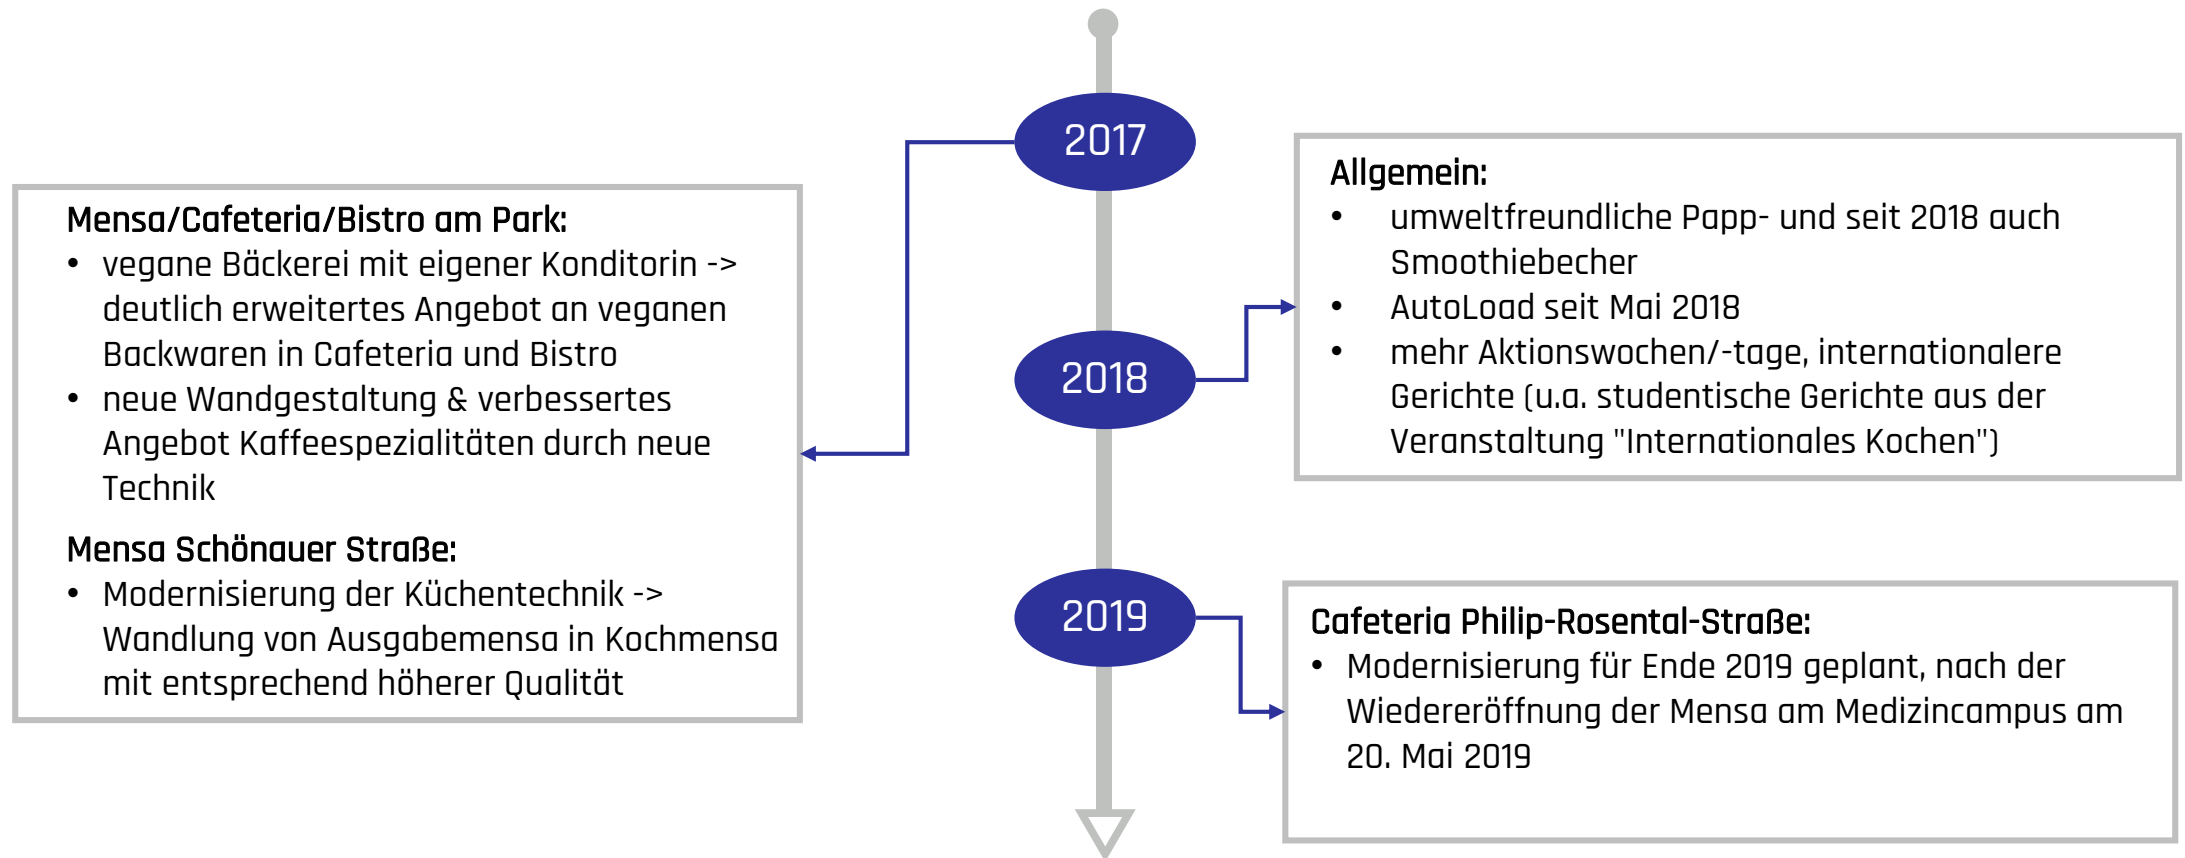 2017
Mensa/Cafeteria/Bistro am Park:
• vegane Bäckerei mit eigener Konditorin ->
deutlich erweitertes Angebot an veganen
Backwaren in Cafeteria und Bistro
• neue Wandgestaltung & verbessertes
Angebot Kaffeespezialitäten durch neue
Technik
Mensa Schönauer Straße:
• Modernisierung der Küchentechnik ->
Wandlung von Ausgabemensa in Kochmensa
mit entsprechend höherer Qualität
2018
Allgemein:
• umweltfreundliche Papp- und seit 2018 auch
Smoothiebecher
• AutoLoad seit Mai 2018
• mehr Aktionswochen/-tage, internationalere
Gerichte (u.a. studentische Gerichte aus der
Veranstaltung "Internationales Kochen")
2019
Cafeteria Philip-Rosental-Straße:
• Modernisierung für Ende 2019 geplant, nach der
Wiedereröffnung der Mensa am Medizincampus am
20. Mai 2019